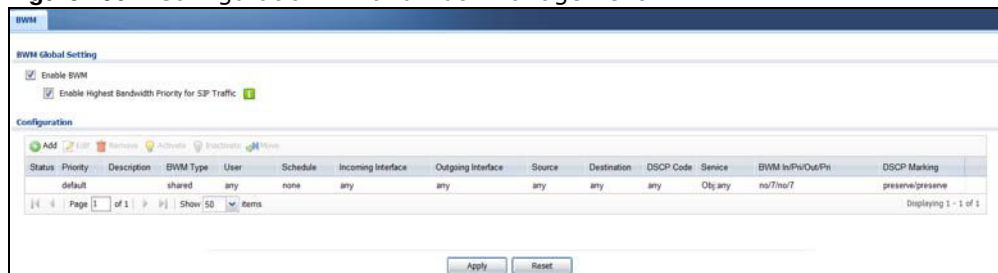 BWM
BWM Global Setting
Enable BWM
Enable Highest Bandwidth Priority for SIP Traffic
Configuration
Add Edit Remove Activate Inactivate Move
Status Priority Description BWM Type User Schedule Incoming Interface Outgoing Interface Source Destination DSCP Code Service BWM In/Pri/Out/Pri DSCP Marking
default shared any none any any any any any Obj:any no/7/no/7 preserve/preserve
Page 1 of 1 Show 50 items Displaying 1 - 1 of 1
Apply Reset